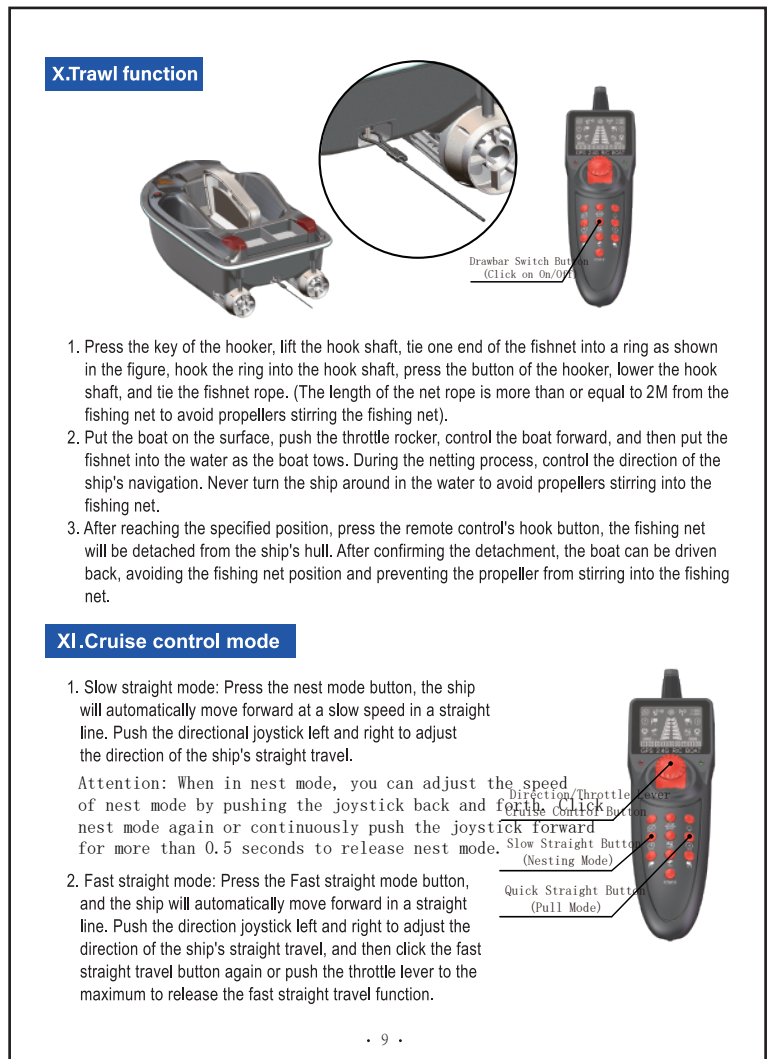 X.Trawl function
Drawbar Switch Button
(Click on On/Off)
1. Press the key of the hooker, lift the hook shaft, tie one end of the fishnet into a ring as shown
in the figure, hook the ring into the hook shaft, press the button of the hooker, lower the hook
shaft, and tie the fishnet rope. (The length of the net rope is more than or equal to 2M from the
fishing net to avoid propellers stirring the fishing net).
2. Put the boat on the surface, push the throttle rocker, control the boat forward, and then put the
fishnet into the water as the boat tows. During the netting process, control the direction of the
ship's navigation. Never turn the ship around in the water to avoid propellers stirring into the
fishing net.
3. After reaching the specified position, press the remote control's hook button, the fishing net
will be detached from the ship's hull. After confirming the detachment, the boat can be driven
back, avoiding the fishing net position and preventing the propeller from stirring into the fishing
net.
XI.Cruise control mode
1. Slow straight mode: Press the nest mode button, the ship
will automatically move forward at a slow speed in a straight
line. Push the directional joystick left and right to adjust
the direction of the ship's straight travel.
Attention: When in nest mode, you can adjust the speed
of nest mode by pushing the joystick back and forth. Click
nest mode again or continuously push the joystick forward
for more than 0.5 seconds to release nest mode.
2. Fast straight mode: Press the Fast straight mode button,
and the ship will automatically move forward in a straight
line. Push the direction joystick left and right to adjust the
direction of the ship's straight travel, and then click the fast
straight travel button again or push the throttle lever to the
maximum to release the fast straight travel function.
GPS 2.4G R/C BOAT
Direction/Throttle Lever
Cruise Control Button
Slow Straight Button
(Nesting Mode)
Quick Straight Button
(Pull Mode)
· 9 ·